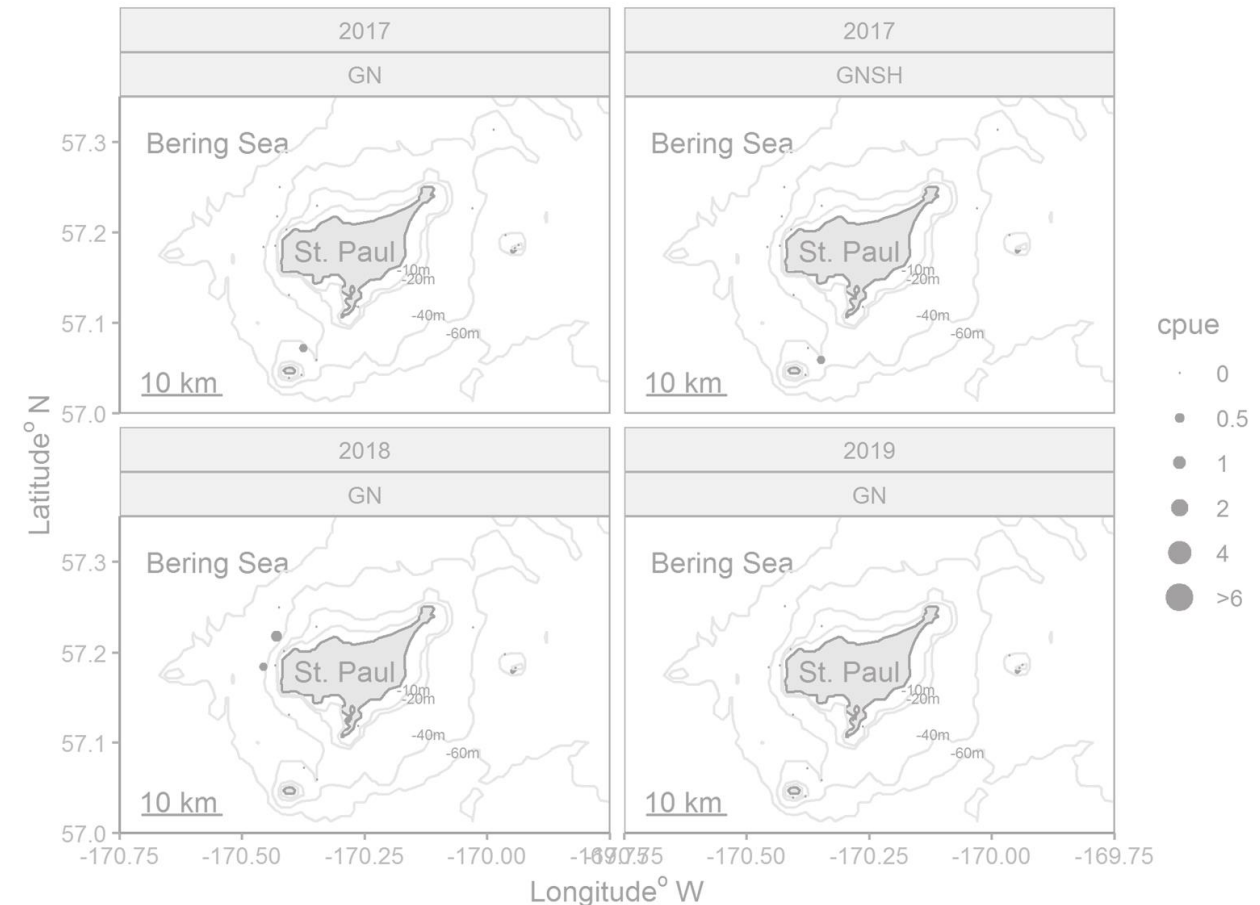 2017
2017
GN
GNSH
57.3
Bering Sea
Bering Sea
57.2
St. Paul
St. Paul
-10m
-20m
-10m
-20m
57.1
-40m
-60m
-40m
-60m
10 km
10 km
57.0
Latitude° N
2018
2019
GN
GN
57.3
Bering Sea
Bering Sea
57.2
St. Paul
St. Paul
-10m
-20m
-10m
-20m
57.1
-40m
-60m
-40m
-60m
10 km
10 km
57.0
-170.75 -170.50 -170.25 -170.00 -169.75
-170.75 -170.50 -170.25 -170.00 -169.75
Longitude° W
cpue
0
0.5
1
2
4
>6